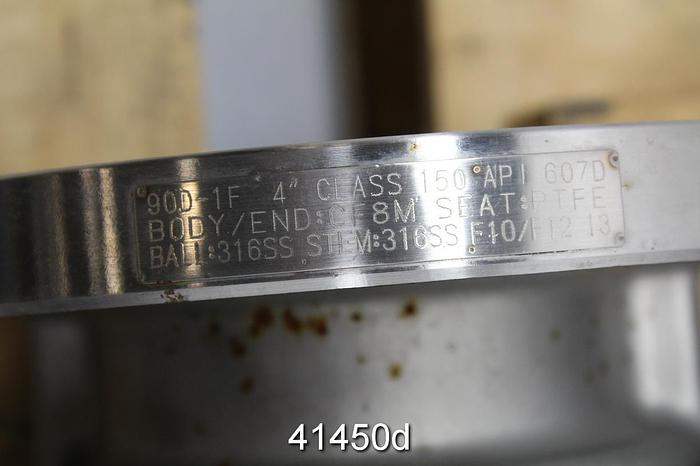 90D-1F 4" CLASS 150 API 607D
BODY/END:CF8M SEAT:PTFE
BALL:316SS STEM:316SS F10/F12 13
41450d